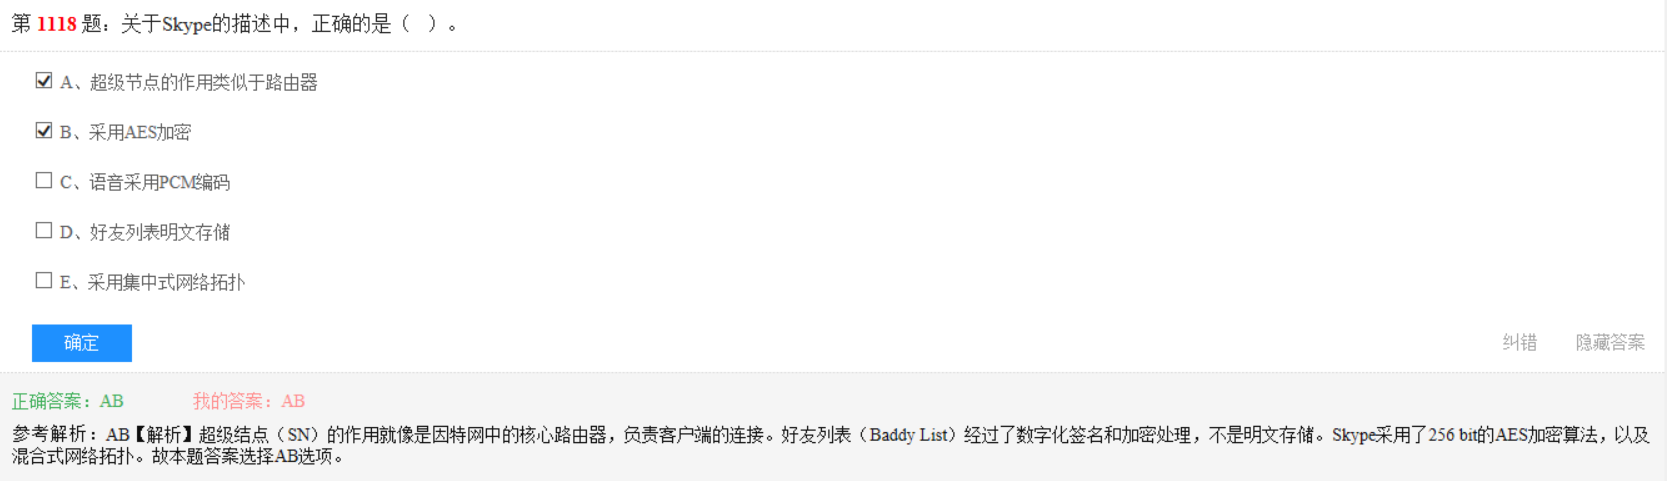 第 1118 题：关于Skype的描述中，正确的是（ ）。
A、超级节点的作用类似于路由器
B、采用AES加密
C、语音采用PCM编码
D、好友列表明文存储
E、采用集中式网络拓扑
确定
纠错 隐藏答案
正确答案：AB 我的答案：AB
参考解析：AB【解析】超级结点（SN）的作用就像是因特网中的核心路由器，负责客户端的连接。好友列表（Baddy List）经过了数字化签名和加密处理，不是明文存储。Skype采用了256 bit的AES加密算法，以及
混合式网络拓扑。故本题答案选择AB选项。